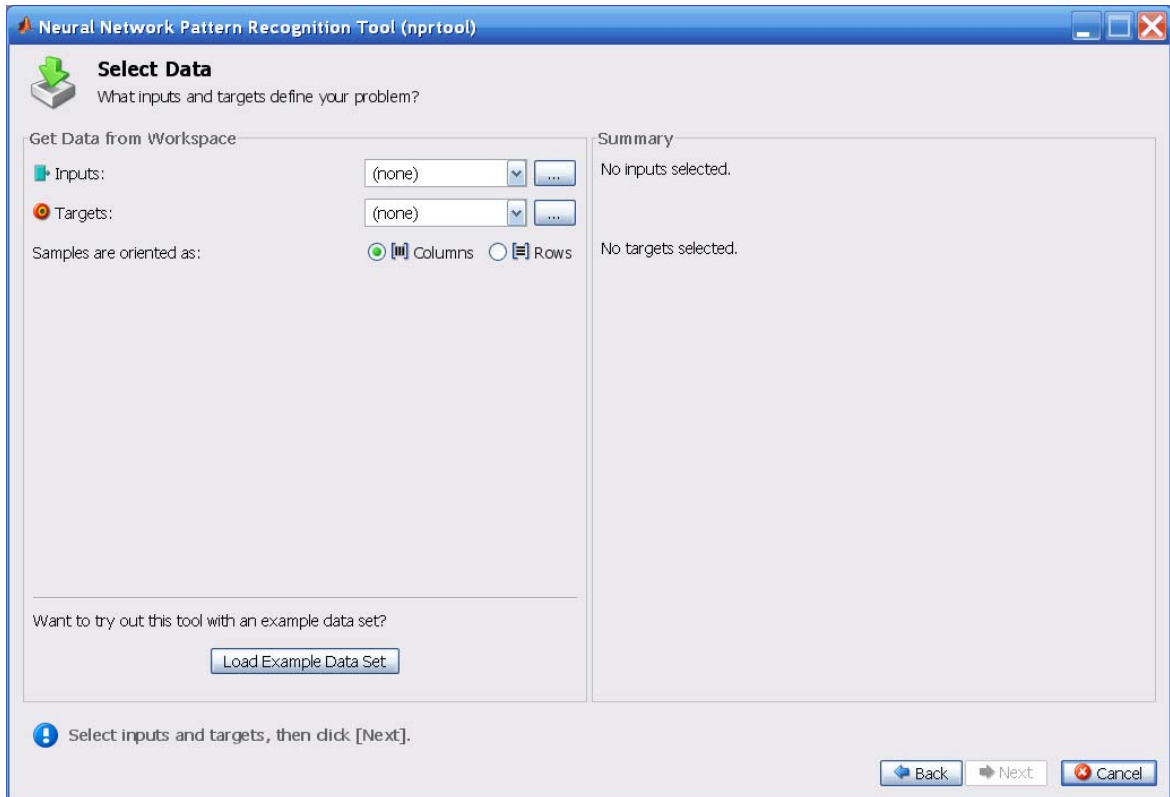 Neural Network Pattern Recognition Tool (nprtool)
Select Data
What inputs and targets define your problem?
Get Data from Workspace
Inputs: (none) ...
Targets: (none) ...
Samples are oriented as: Columns Rows
Want to try out this tool with an example data set?
Load Example Data Set
Summary
No inputs selected.
No targets selected.
Select inputs and targets, then click [Next].
Back Next Cancel